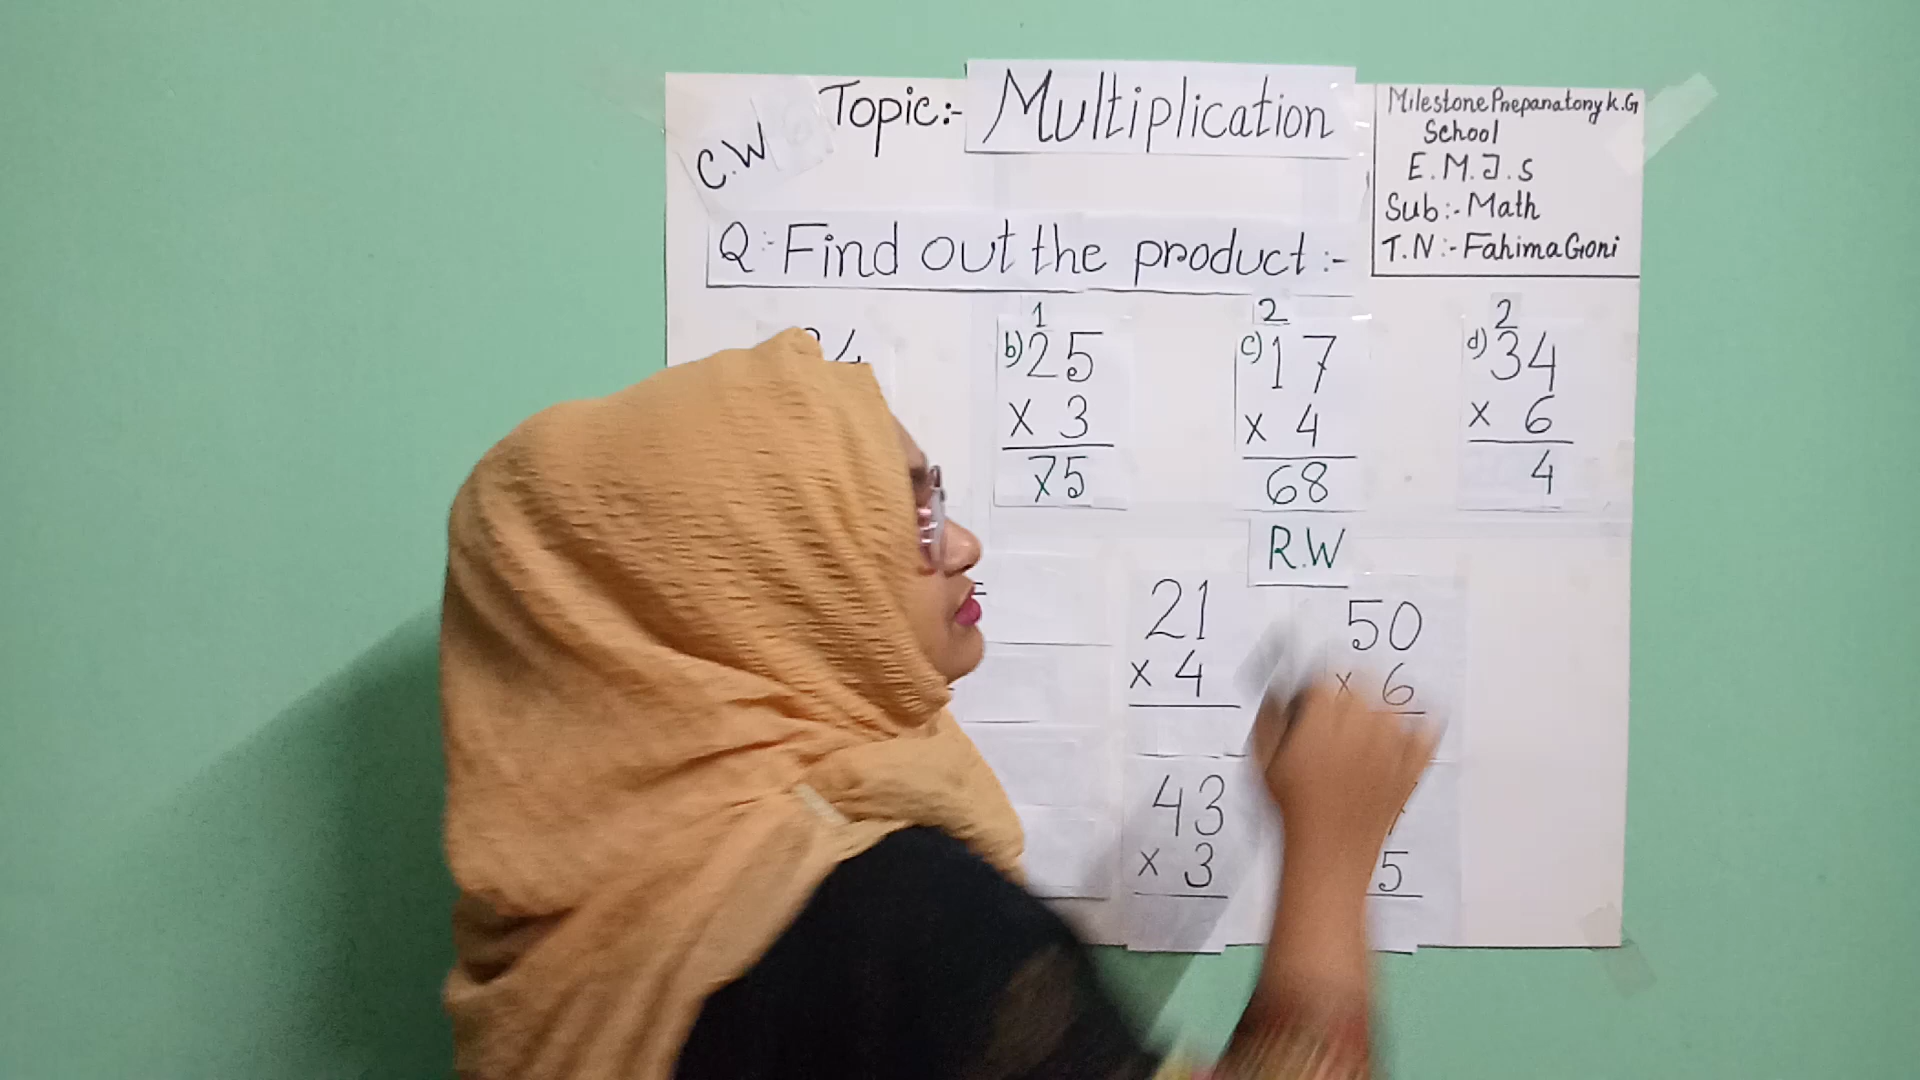 C.W
Topic:- Multiplication
Milestone Preparatory K.G
School
E.M.I.S
Sub:- Math
T.N:- Fahima Goni
Q:- Find out the product:-
1
b) 25
x 3
75
2
c) 17
x 4
68
2
d) 34
x 6
4
R.W
21
x 4
50
x 6
43
x 3
5